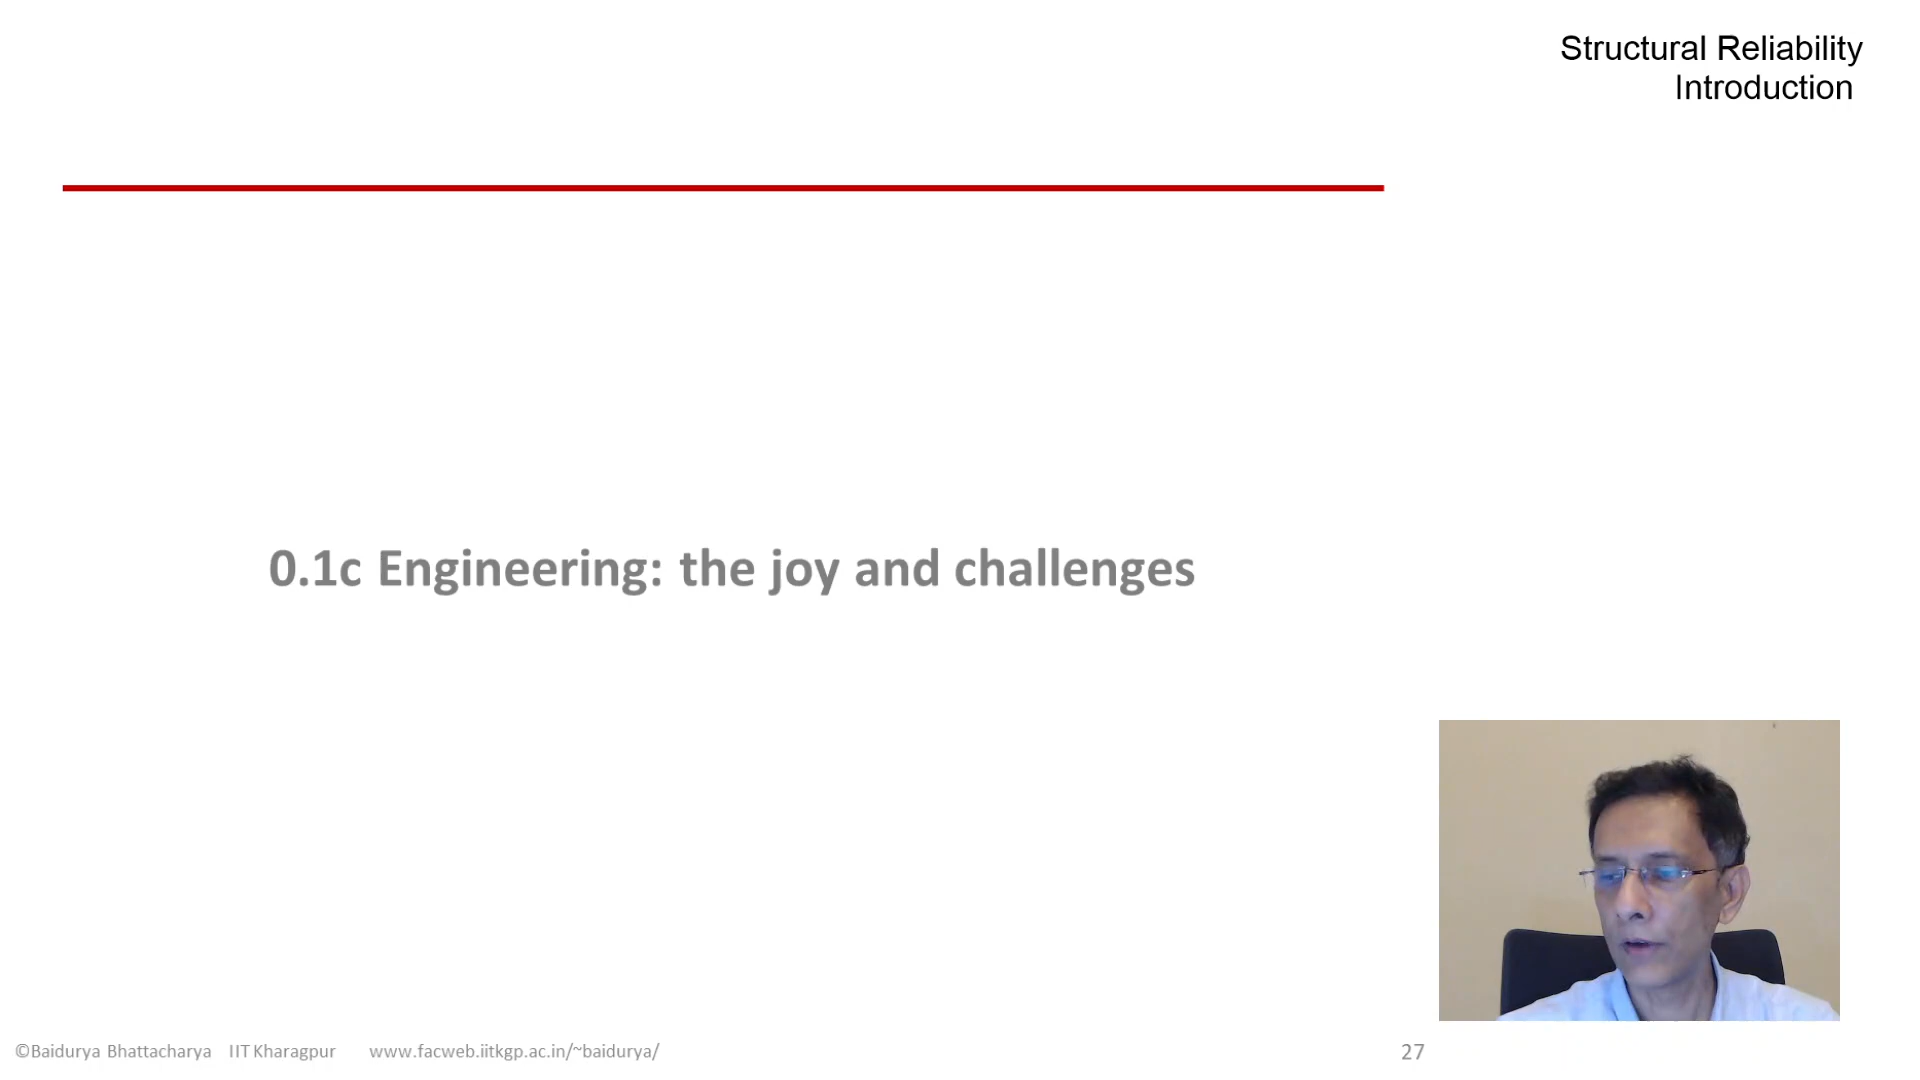 Structural Reliability
Introduction
0.1c Engineering: the joy and challenges
©Baidurya Bhattacharya IIT Kharagpur www.facweb.iitkgp.ac.in/~baidurya/
27